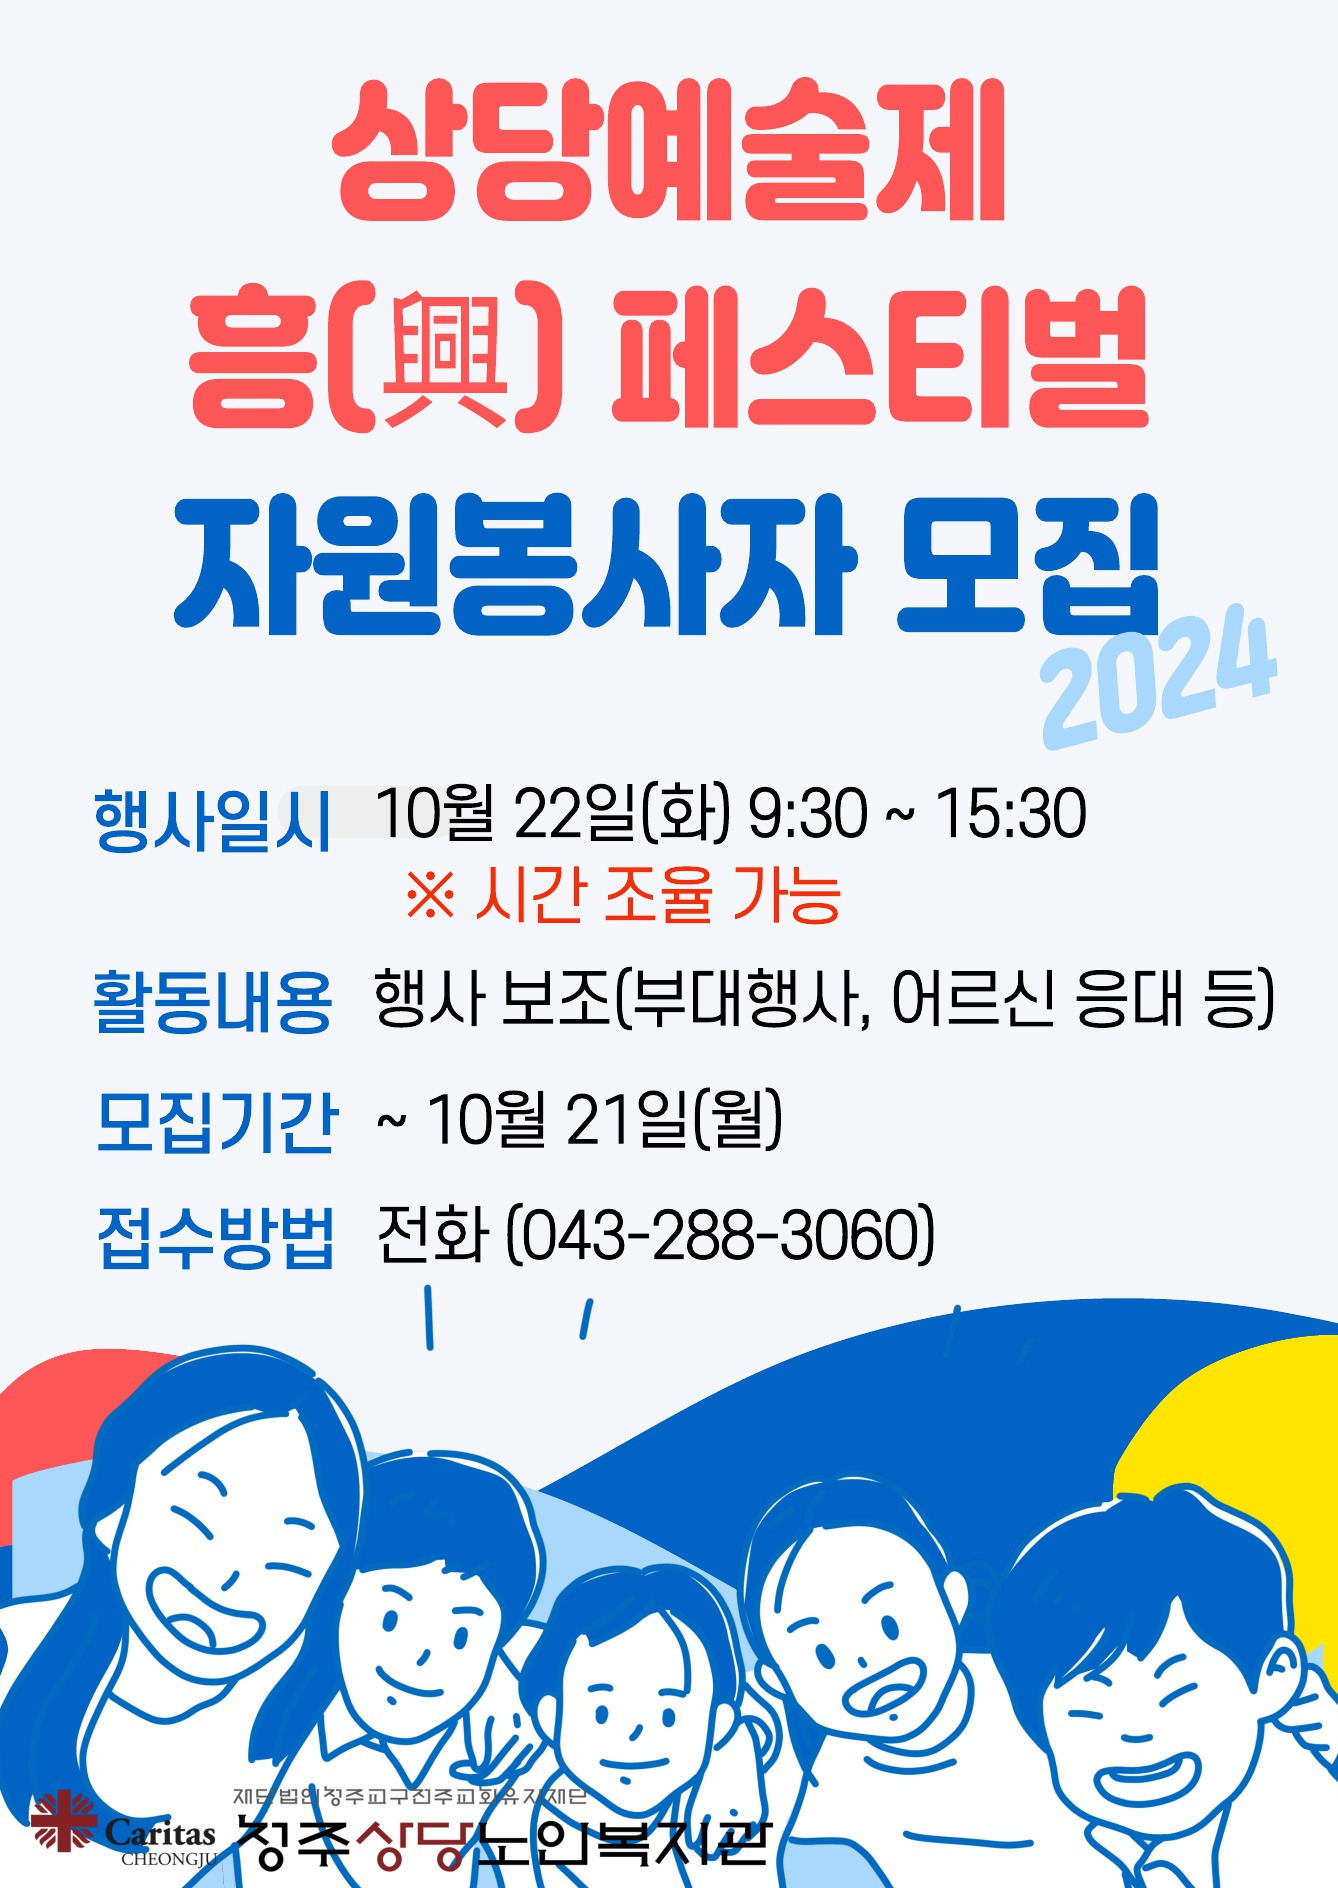 상당예술제
흥(興) 페스티벌
자원봉사자 모집
2024
행사일시 10월 22일(화) 9:30 ~ 15:30
※ 시간 조율 가능
활동내용 행사 보조(부대행사, 어르신 응대 등)
모집기간 ~ 10월 21일(월)
접수방법 전화 (043-288-3060)
재단법인청주교구천주교회유지재단
Caritas
CHEONGJU
청주상당노인복지관